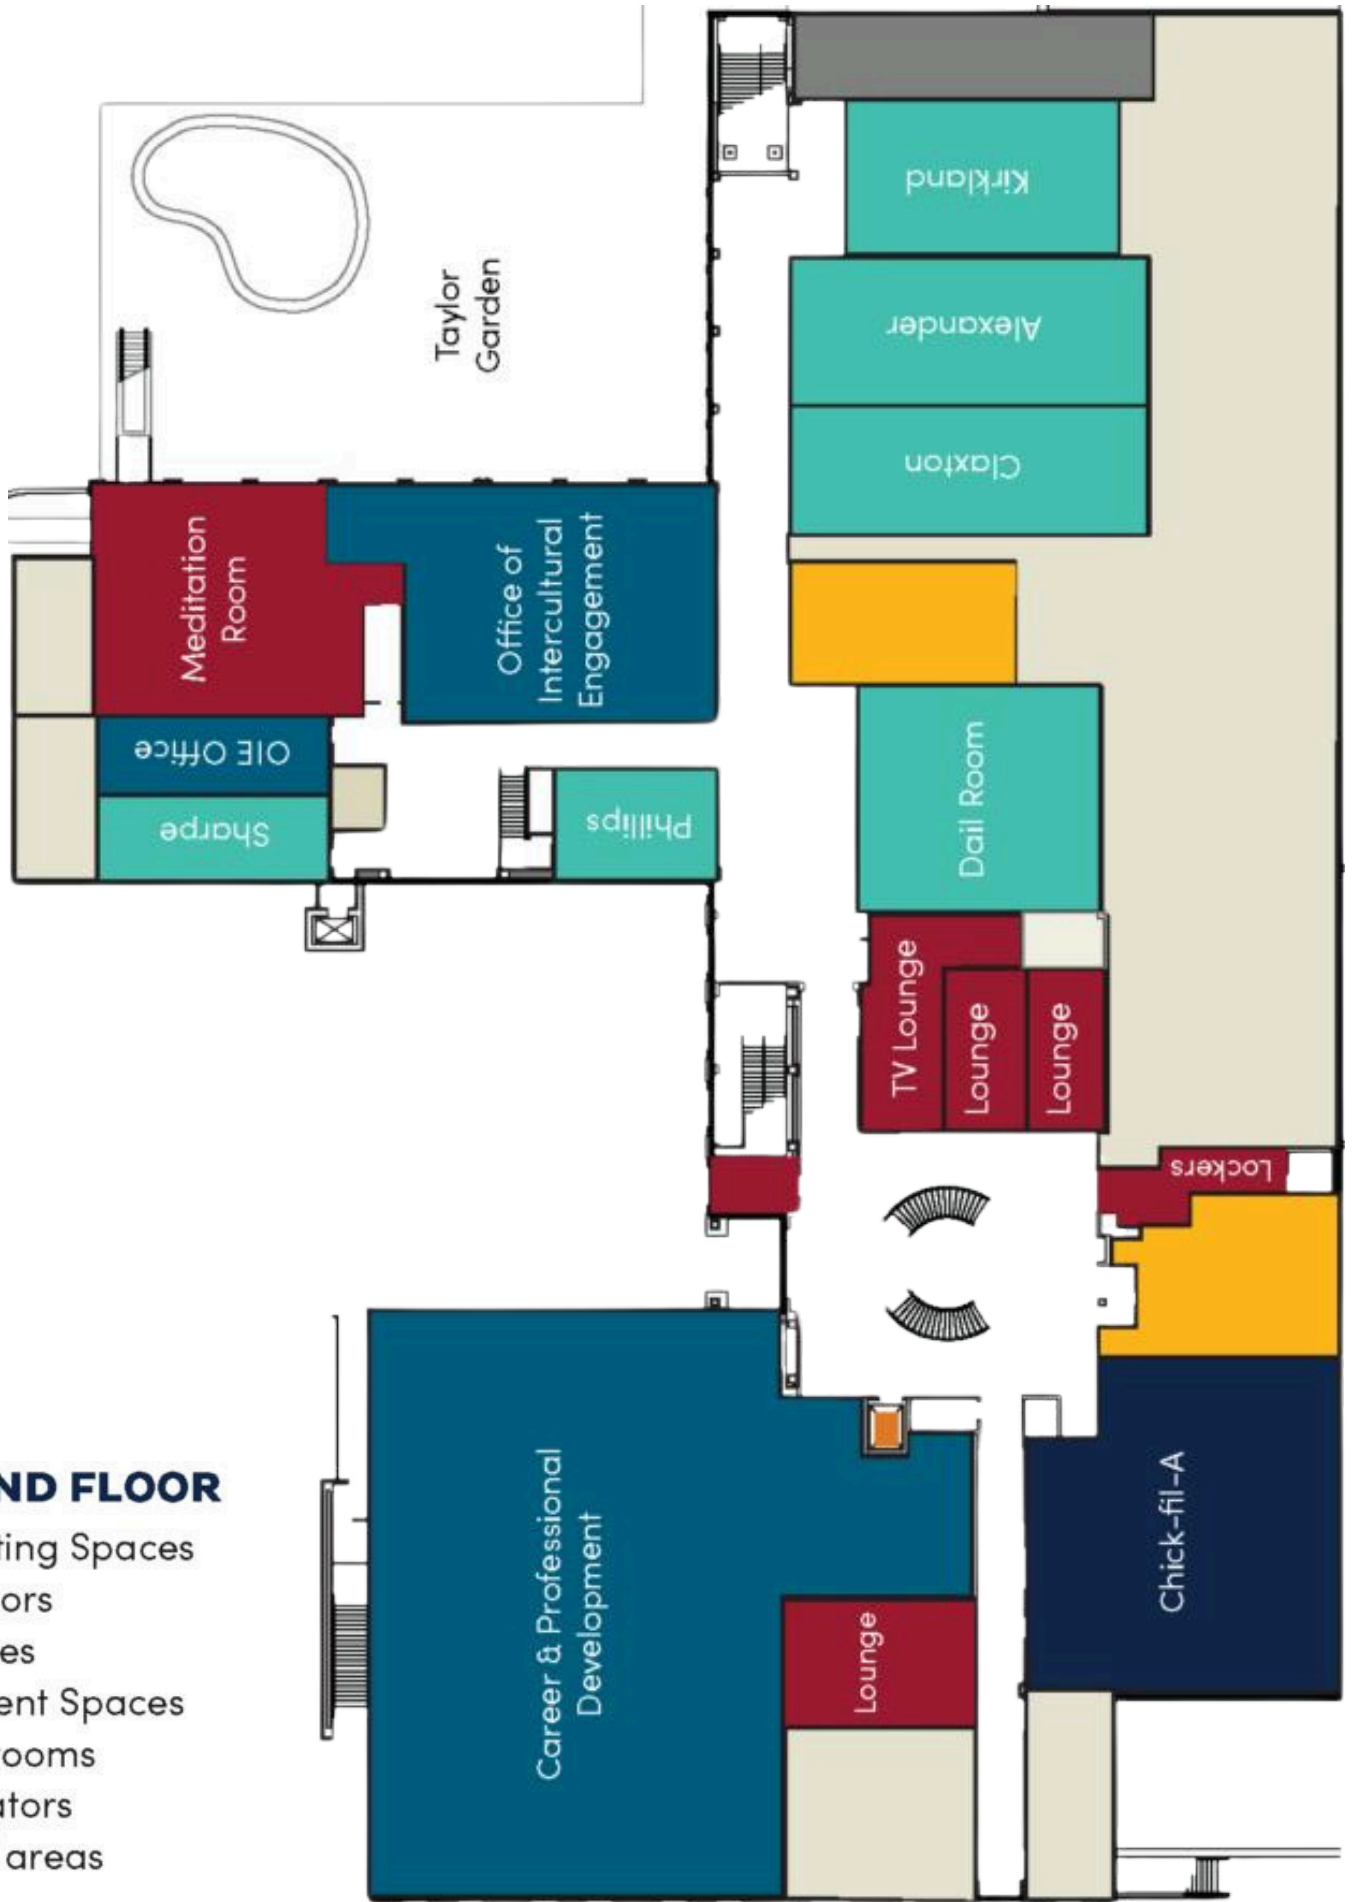 Kirkland
Taylor
Garden
Alexander
Claxton
Meditation
Room
Office of
Intercultural
Engagement
OIE Office
Sharpe
Phillips
Dail Room
TV Lounge
Lounge
Lounge
Lockers
ND FLOOR
ting Spaces
ors
es
ent Spaces
ooms
ators
areas
Career & Professional
Development
Lounge
Chick-fil-A